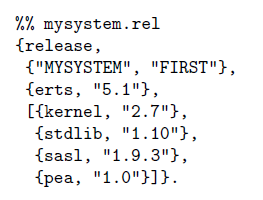 %% mysystem.rel
{release,
 {"MYSYSTEM", "FIRST"},
 {erts, "5.1"},
 [{kernel, "2.7"},
  {stdlib, "1.10"},
  {sasl, "1.9.3"},
  {pea, "1.0"}]}.